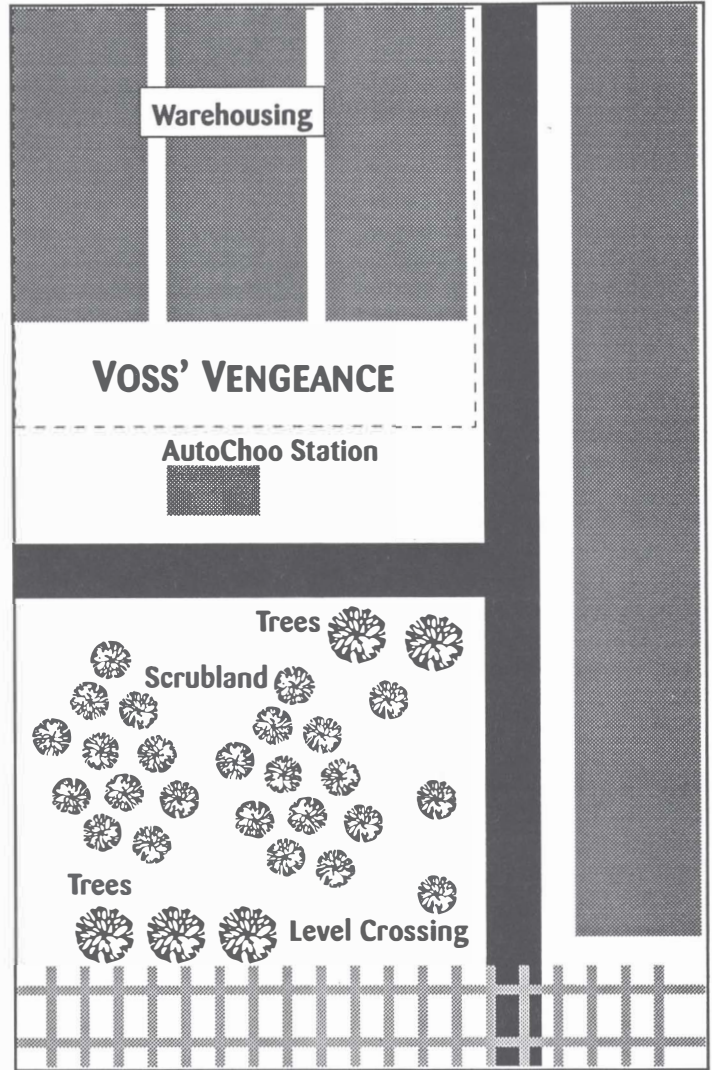 Warehousing
VOSS' VENGEANCE
AutoChoo Station
Trees
Scrubland
Trees
Level Crossing